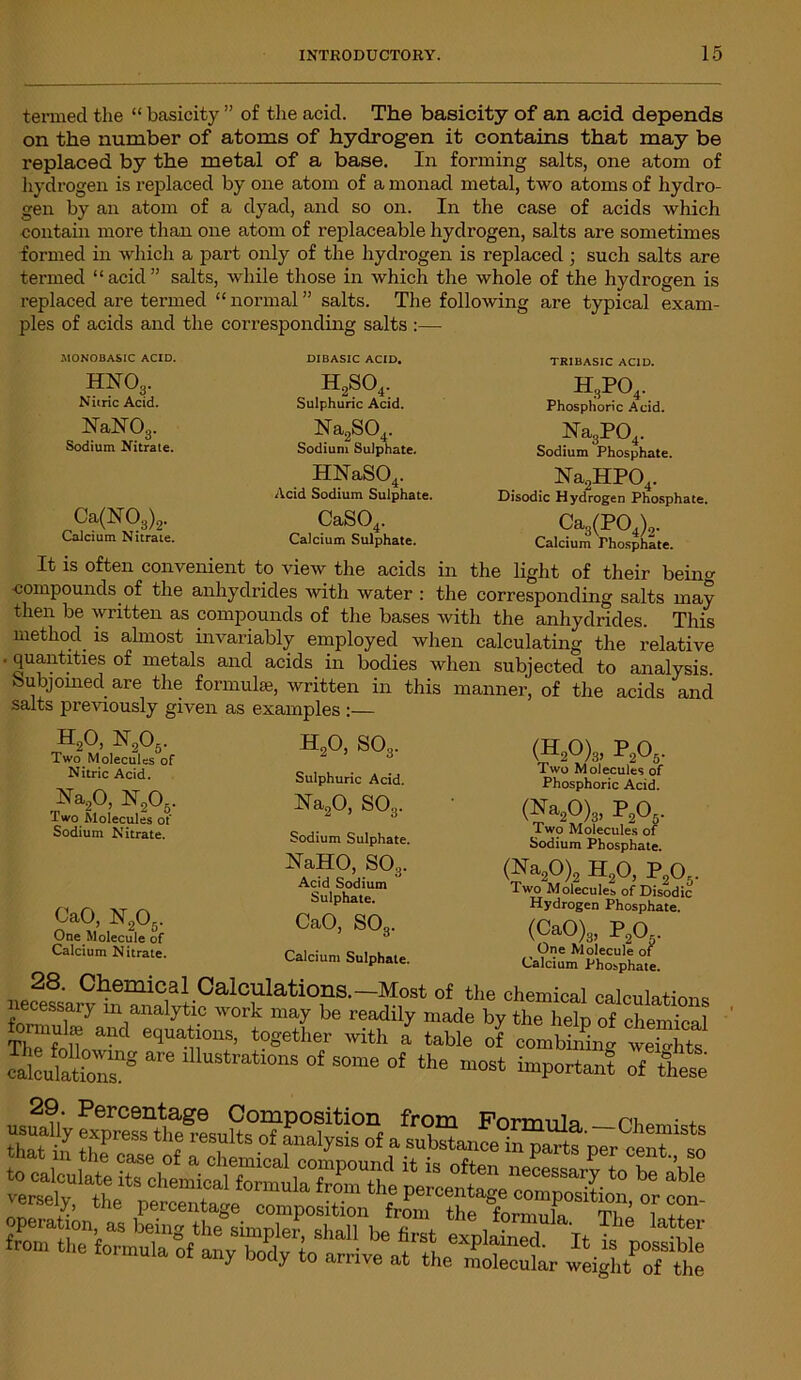 INTRODUCTORY. 15
termed the “ basicity ” of the acid. The basicity of an acid depends
on the number of atoms of hydrogen it contains that may be
replaced by the metal of a base. In forming salts, one atom of
hydrogen is replaced by one atom of a monad metal, two atoms of hydro-
gen by an atom of a dyad, and so on. In the case of acids which
contain more than one atom of replaceable hydrogen, salts are sometimes
formed in which a part only of the hydrogen is replaced ; such salts are
termed “ acid ” salts, while those in which the whole of the hydrogen is
replaced are termed “ normal ” salts. The following are typical exam-
ples of acids and the corresponding salts :—
MONOBASIC ACID. DIBASIC ACID. TRIBASIC ACID.
HNO₃. H₂SO₄. H₃PO₄.
Nitric Acid. Sulphuric Acid. Phosphoric Acid.
NaNO₃. Na₂SO₄. Na₃PO₄.
Sodium Nitrate. Sodium Sulphate. Sodium Phosphate.
HNaSO₄. Na₂HPO₄.
Acid Sodium Sulphate. Disodic Hydrogen Phosphate.
Ca(NO₃)₂. CaSO₄. Ca₃(PO₄)₂.
Calcium Nitrate. Calcium Sulphate. Calcium Phosphate.
It is often convenient to view the acids in the light of their being
compounds of the anhydrides with water : the corresponding salts may
then be written as compounds of the bases with the anhydrides. This
method is almost invariably employed when calculating the relative
quantities of metals and acids in bodies when subjected to analysis.
Subjoined are the formulæ, written in this manner, of the acids and
salts previously given as examples :—
H₂O, N₂O₅. H₂O, SO₃. (H₂O)₃, P₂O₅.
Two Molecules of Nitric Acid. Sulphuric Acid. Two Molecules of Phosphoric Acid.
Na₂O, N₂O₅. Na₂O, SO₃. (Na₂O)₃, P₂O₅.
Two Molecules of Sodium Nitrate. Sodium Sulphate. Two Molecules of Sodium Phosphate.
NaHO, SO₃. (Na₂O)₂ H₂O, P₂O₅.
Acid Sodium Sulphate. Two Molecules of Disodic Hydrogen Phosphate.
CaO, N₂O₅. CaO, SO₃. (CaO)₃, P₂O₅.
One Molecule of Calcium Nitrate. Calcium Sulphate. One Molecule of Calcium Phosphate.
28. Chemical Calculations.—Most of the chemical calculations
necessary in analytic work may be readily made by the help of chemical
formulæ and equations, together with a table of combining weights.
The following are illustrations of some of the most important of these
calculations.
29. Percentage Composition from Formula.—Chemists
usually express the results of analysis of a substance in parts per cent., so
that in the case of a chemical compound it is often necessary to be able
to calculate its chemical formula from the percentage composition, or con-
versely, the percentage composition from the formula. The latter
operation, as being the simpler, shall be first explained. It is possible
from the formula of any body to arrive at the molecular weight of the